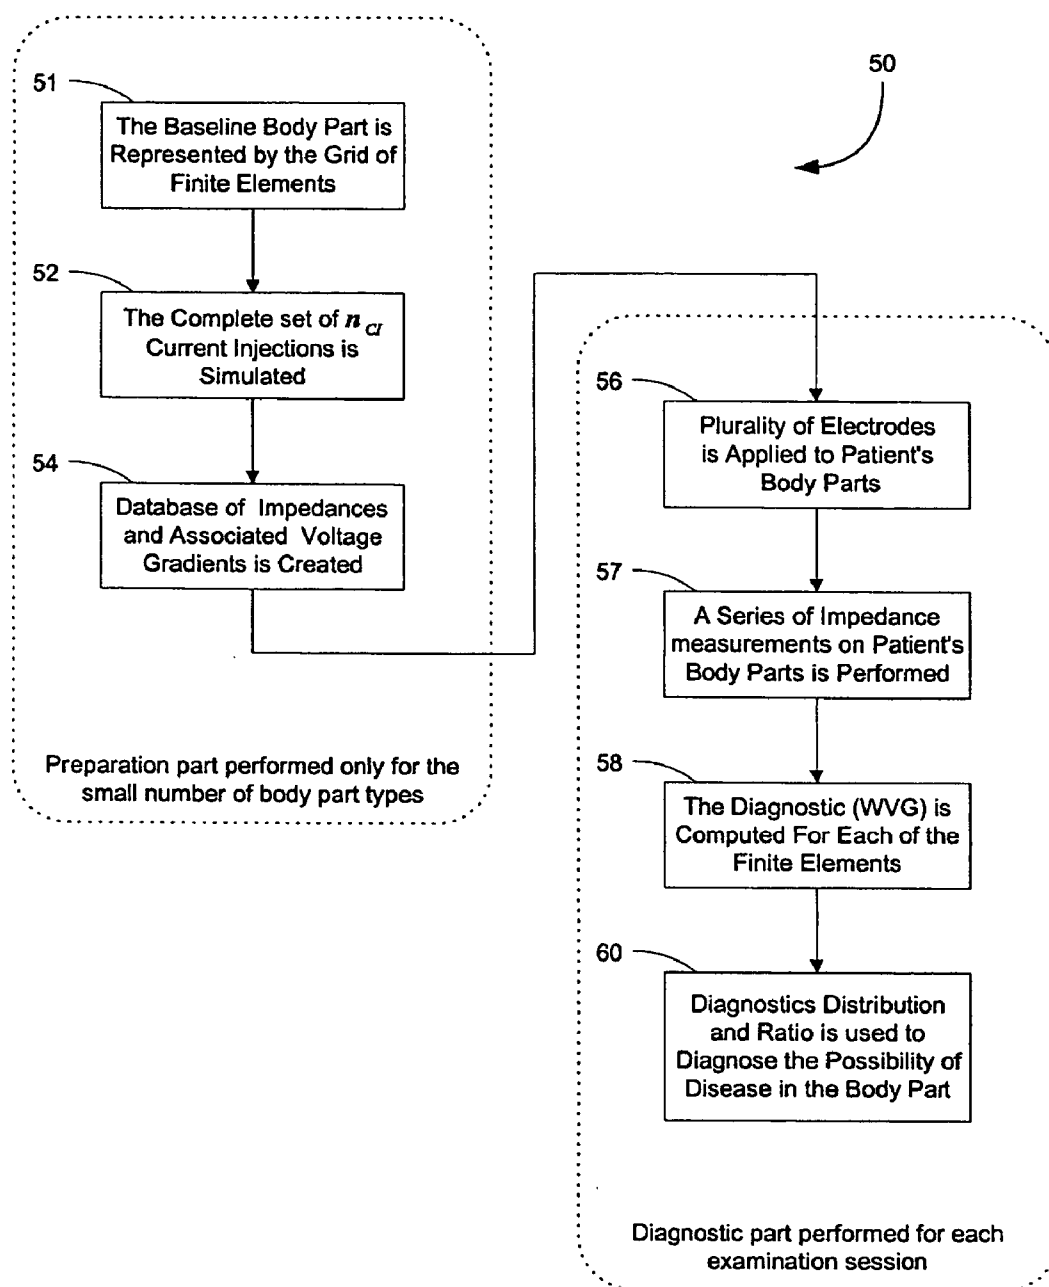 50
51
The Baseline Body Part is
Represented by the Grid of
Finite Elements
52
The Complete set of n CI
Current Injections is
Simulated
54
Database of Impedances
and Associated Voltage
Gradients is Created
Preparation part performed only for the
small number of body part types
56
Plurality of Electrodes
is Applied to Patient's
Body Parts
57
A Series of Impedance
measurements on Patient's
Body Parts is Performed
58
The Diagnostic (WVG) is
Computed For Each of the
Finite Elements
60
Diagnostics Distribution
and Ratio is used to
Diagnose the Possibility of
Disease in the Body Part
Diagnostic part performed for each
examination session